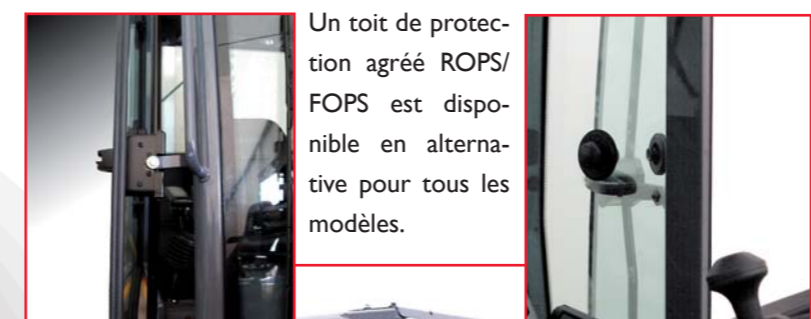 Un toit de protec-
tion agréé ROPS/
FOPS est dispo-
nible en alterna-
tive pour tous les
modèles.